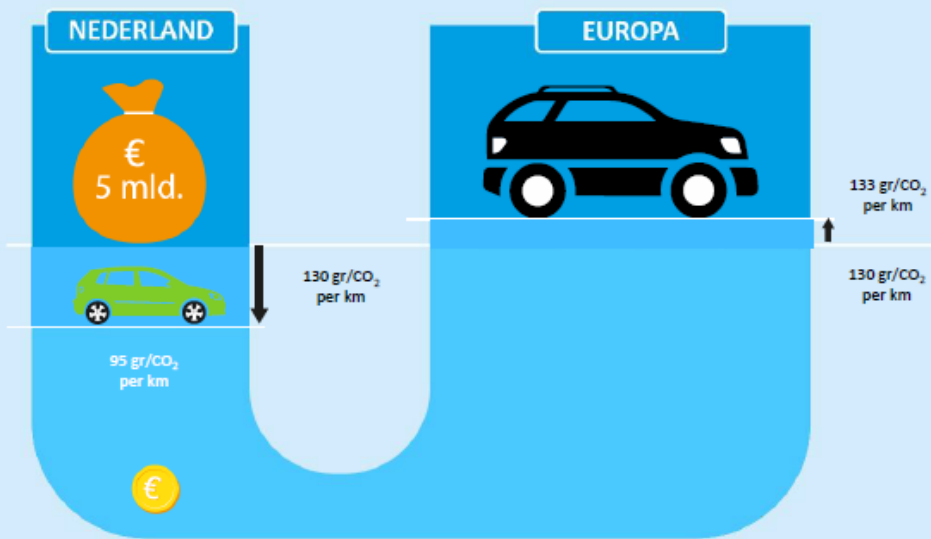 NEDERLAND
EUROPA
€
5 mld.
133 gr/CO₂
per km
130 gr/CO₂
per km
130 gr/CO₂
per km
95 gr/CO₂
per km
€